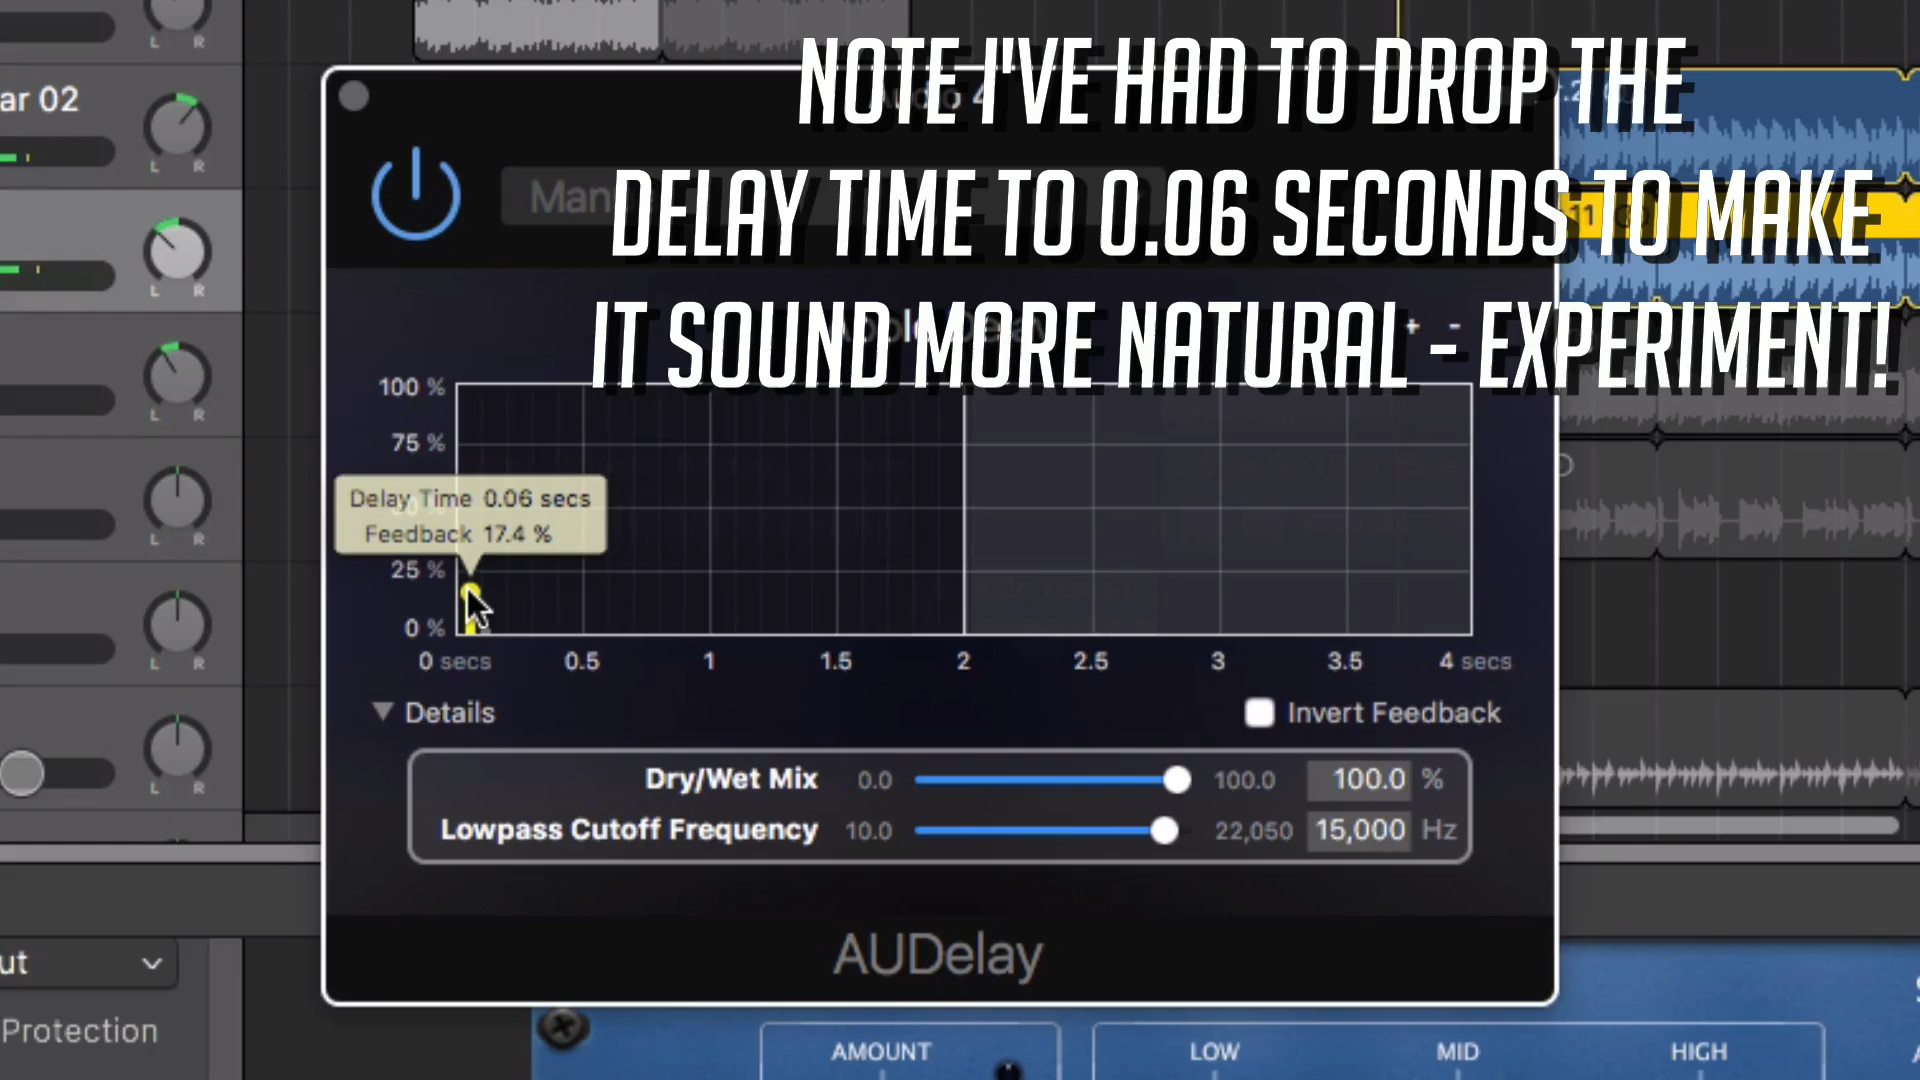 NOTE I'VE HAD TO DROP THE
DELAY TIME TO 0.06 SECONDS TO MAKE
IT SOUND MORE NATURAL - EXPERIMENT!
ar 02
L R
L R
L R
L R
L R
L R
L R
Audio 4
11
+ -
100 %
75 %
Delay Time 0.06 secs
Feedback 17.4 %
25 %
0 %
0 secs 0.5 1 1.5 2 2.5 3 3.5 4 secs
Details
Invert Feedback
Dry/Wet Mix 0.0 100.0 100.0 %
Lowpass Cutoff Frequency 10.0 22,050 15,000 Hz
AUDelay
ut
Protection
AMOUNT
LOW MID HIGH